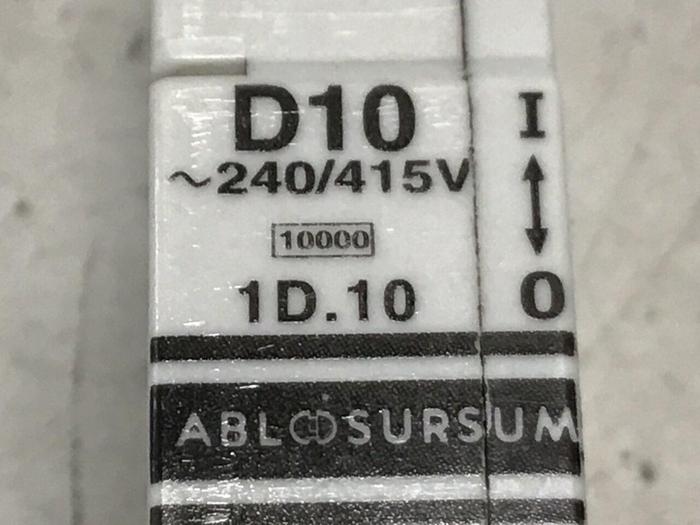 D10 I
~240/415V
10000
1D.10 O
ABL SURSUM